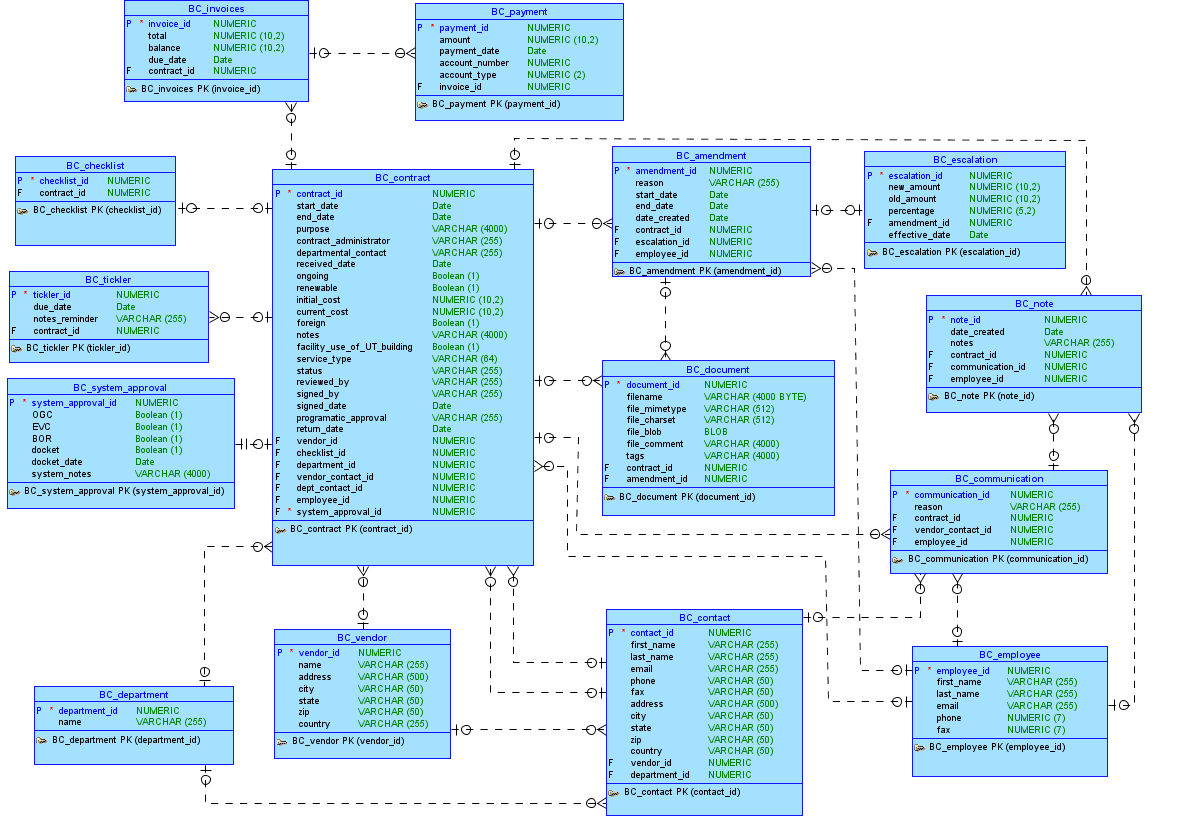 BC_invoices
P * invoice_id NUMERIC
total NUMERIC (10,2)
balance NUMERIC (10,2)
due_date Date
F contract_id NUMERIC
BC_invoices PK (invoice_id)
BC_payment
P * payment_id NUMERIC
amount NUMERIC (10,2)
payment_date Date
account_number NUMERIC
account_type NUMERIC (2)
F invoice_id NUMERIC
BC_payment PK (payment_id)
BC_checklist
P * checklist_id NUMERIC
F contract_id NUMERIC
BC_checklist PK (checklist_id)
BC_contract
P * contract_id NUMERIC
start_date Date
end_date Date
purpose VARCHAR (4000)
contract_administrator VARCHAR (255)
departmental_contact VARCHAR (255)
received_date Date
ongoing Boolean (1)
renewable Boolean (1)
initial_cost NUMERIC (10,2)
current_cost NUMERIC (10,2)
foreign Boolean (1)
notes VARCHAR (4000)
facility_use_of_UT_building Boolean (1)
service_type VARCHAR (64)
status VARCHAR (255)
reviewed_by VARCHAR (255)
signed_by VARCHAR (255)
signed_date Date
programatic_approval VARCHAR (255)
return_date Date
F vendor_id NUMERIC
F checklist_id NUMERIC
F department_id NUMERIC
F vendor_contact_id NUMERIC
F dept_contact_id NUMERIC
F employee_id NUMERIC
F * system_approval_id NUMERIC
BC_contract PK (contract_id)
BC_amendment
P * amendment_id NUMERIC
reason VARCHAR (255)
start_date Date
end_date Date
date_created Date
F contract_id NUMERIC
F escalation_id NUMERIC
F employee_id NUMERIC
BC_amendment PK (amendment_id)
BC_escalation
P * escalation_id NUMERIC
new_amount NUMERIC (10,2)
old_amount NUMERIC (10,2)
percentage NUMERIC (5,2)
F amendment_id NUMERIC
effective_date Date
BC_escalation PK (escalation_id)
BC_tickler
P * tickler_id NUMERIC
due_date Date
notes_reminder VARCHAR (255)
F contract_id NUMERIC
BC_tickler PK (tickler_id)
BC_note
P * note_id NUMERIC
date_created Date
notes VARCHAR (255)
F contract_id NUMERIC
F communication_id NUMERIC
F employee_id NUMERIC
BC_note PK (note_id)
BC_system_approval
P * system_approval_id NUMERIC
OGC Boolean (1)
EVC Boolean (1)
BOR Boolean (1)
docket Boolean (1)
docket_date Date
system_notes VARCHAR (4000)
BC_system_approval PK (system_approval_id)
BC_document
P * document_id NUMERIC
filename VARCHAR (4000 BYTE)
file_mimetype VARCHAR (512)
file_charset VARCHAR (512)
file_blob BLOB
file_comment VARCHAR (4000)
tags VARCHAR (4000)
F contract_id NUMERIC
F amendment_id NUMERIC
BC_document PK (document_id)
BC_communication
P * communication_id NUMERIC
reason VARCHAR (255)
F contract_id NUMERIC
F vendor_contact_id NUMERIC
F employee_id NUMERIC
BC_communication PK (communication_id)
BC_vendor
P * vendor_id NUMERIC
name VARCHAR (255)
address VARCHAR (500)
city VARCHAR (50)
state VARCHAR (50)
zip VARCHAR (50)
country VARCHAR (255)
BC_vendor PK (vendor_id)
BC_contact
P * contact_id NUMERIC
first_name VARCHAR (255)
last_name VARCHAR (255)
email VARCHAR (255)
phone VARCHAR (50)
fax VARCHAR (50)
address VARCHAR (500)
city VARCHAR (50)
state VARCHAR (50)
zip VARCHAR (50)
country VARCHAR (50)
F vendor_id NUMERIC
F department_id NUMERIC
BC_contact PK (contact_id)
BC_employee
P * employee_id NUMERIC
first_name VARCHAR (255)
last_name VARCHAR (255)
email VARCHAR (255)
phone NUMERIC (7)
fax NUMERIC (7)
BC_employee PK (employee_id)
BC_department
P * department_id NUMERIC
name VARCHAR (255)
BC_department PK (department_id)